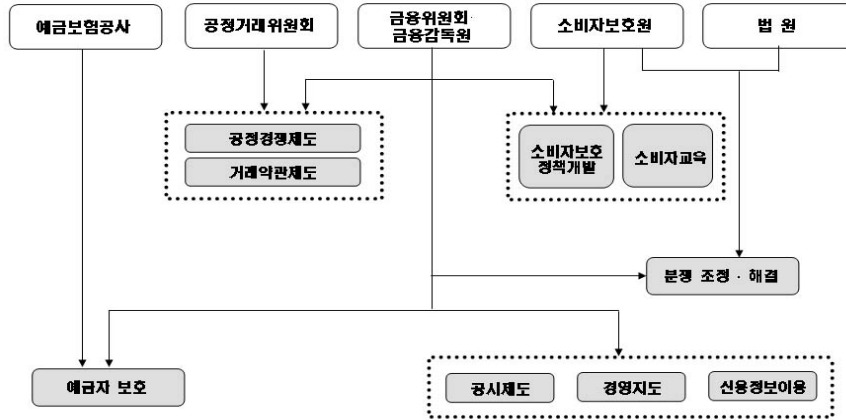 예금보험공사
공정거래위원회
금융위원회·
금융감독원
소비자보호원
법 원
공정경쟁제도
거래약관제도
소비자보호
정책개발
소비자교육
분쟁 조정 · 해결
예금자 보호
공시제도
경영지도
신용정보이용